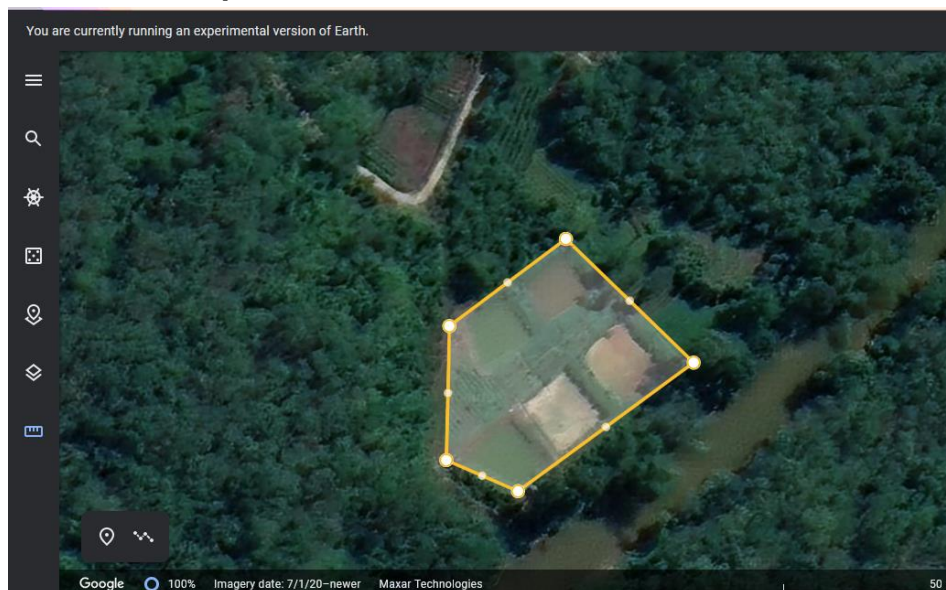 You are currently running an experimental version of Earth.
Google 100% Imagery date: 7/1/20–newer Maxar Technologies 50